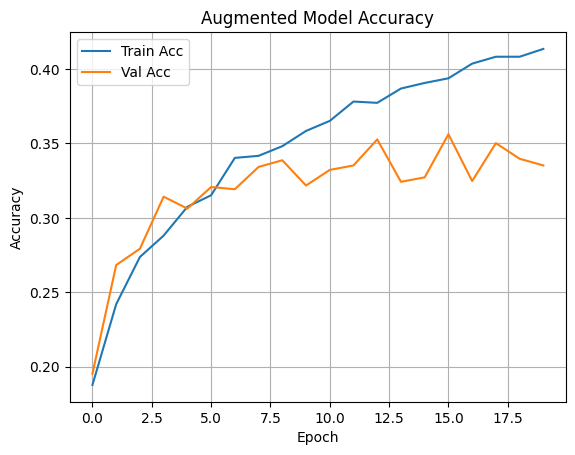 Augmented Model Accuracy
Train Acc
Val Acc
0.40
0.35
0.30
0.25
0.20
Accuracy
0.0 2.5 5.0 7.5 10.0 12.5 15.0 17.5
Epoch